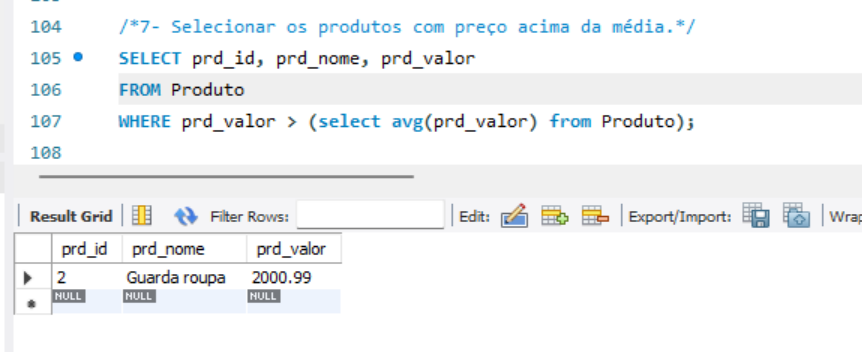 104 /*7- Selecionar os produtos com preço acima da média.*/
105 SELECT prd_id, prd_nome, prd_valor
106 FROM Produto
107 WHERE prd_valor > (select avg(prd_valor) from Produto);
108
Result Grid Filter Rows: Edit: Export/Import:
prd_id prd_nome prd_valor
2 Guarda roupa 2000.99
NULL NULL NULL